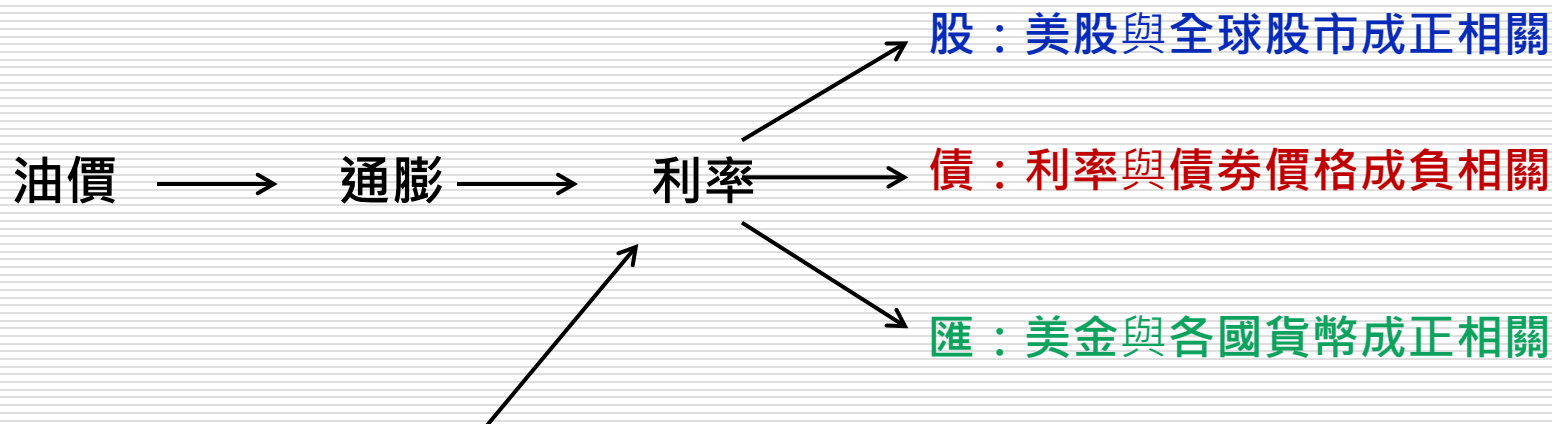 股：美股與全球股市成正相關
油價 通膨 利率 債：利率與債券價格成負相關
匯：美金與各國貨幣成正相關